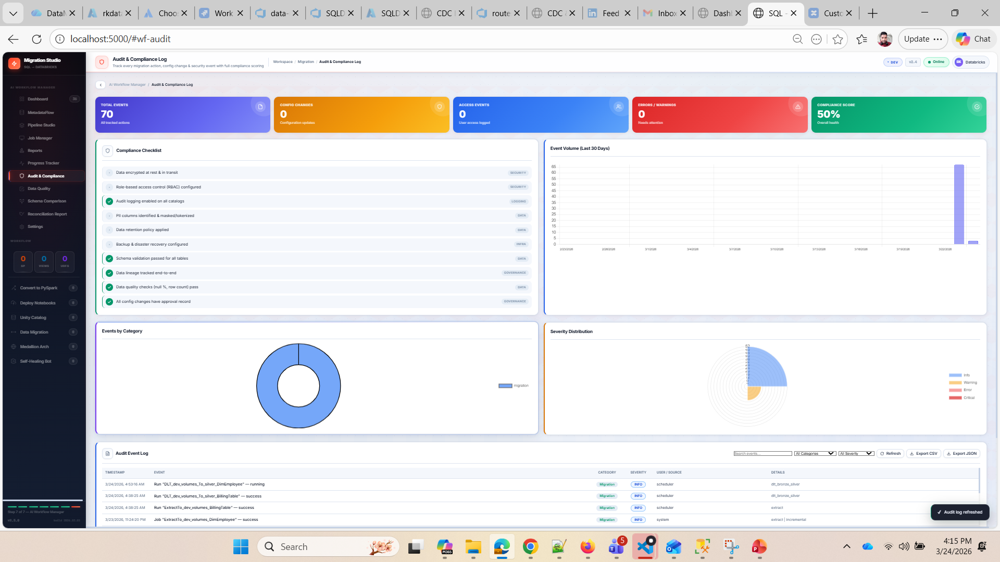 DataM
rkdata
Choo
Work
data-
SQLD
SQLD
CDC
route
CDC
Feed
Inbox
Dash
SQL -
Custo
localhost:5000/#wf-audit
Update
Chat
Migration Studio
SQL → DATABRICKS
AI WORKFLOW MANAGER
Dashboard
36
MetadataFlow
Pipeline Studio
Job Manager
Reports
Progress Tracker
Audit & Compliance
Data Quality
Schema Comparison
Reconciliation Report
Settings
WORKFLOW
0 0 0
SP VIEWS UDFS
Convert to PySpark 0
Deploy Notebooks 0
Unity Catalog 0
Data Migration 0
Medallion Arch 0
Self-Healing Bot 0
Step 7 of 7 — AI Workflow Manager
Audit & Compliance Log
Track every migration action, config change & security event with full compliance scoring
Workspace / Migration / Audit & Compliance Log
DEV
v2.4
Online
DX Databricks
AI Workflow Manager / Audit & Compliance Log
TOTAL EVENTS
70
All tracked actions
CONFIG CHANGES
0
Configuration updates
ACCESS EVENTS
0
User access logged
ERRORS / WARNINGS
0
Needs attention
COMPLIANCE SCORE
50%
Overall health
Compliance Checklist
Data encrypted at rest & in transit SECURITY
Role-based access control (RBAC) configured SECURITY
Audit logging enabled on all catalogs LOGGING
PII columns identified & masked/tokenized DATA
Data retention policy applied DATA
Backup & disaster recovery configured INFRA
Schema validation passed for all tables DATA
Data lineage tracked end-to-end GOVERNANCE
Data quality checks (null %, row count) pass DATA
All config changes have approval record GOVERNANCE
Event Volume (Last 30 Days)
65
60
55
50
45
40
35
30
25
20
15
10
5
0
2/23/2026 2/26/2026 3/1/2026 3/4/2026 3/7/2026 3/10/2026 3/13/2026 3/16/2026 3/19/2026 3/22/2026
Events by Category
migration
Severity Distribution
52
Info
Warning
Error
Critical
Audit Event Log
Search events...
All Categories
All Severity
Refresh
Export CSV
Export JSON
TIMESTAMP EVENT CATEGORY SEVERITY USER / SOURCE DETAILS
3/24/2026, 4:53:16 AM Run "DLT_dev_volumes_To_silver_DimEmployee" — running Migration INFO scheduler dlt_bronze_silver
3/24/2026, 4:38:25 AM Run "DLT_dev_volumes_To_silver_BillingTable" — success Migration INFO scheduler dlt_bronze_silver
3/24/2026, 4:38:25 AM Run "ExtractTo_dev_volumes_BillingTable" — success Migration INFO scheduler extract
3/23/2026, 11:24:20 PM Job "ExtractTo_dev_volumes_DimEmployee" — success Migration INFO system extract | incremental
✓ Audit log refreshed
Search
M365
5
4:15 PM
3/24/2026